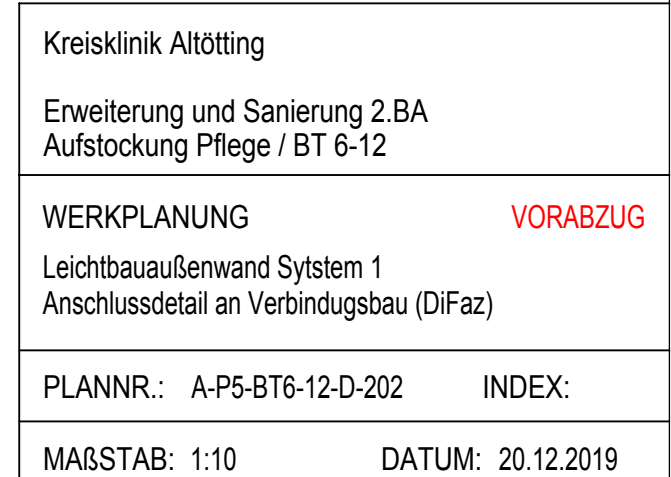 Kreisklinik Altötting
Erweiterung und Sanierung 2.BA
Aufstockung Pflege / BT 6-12
WERKPLANUNG VORABZUG
Leichtbauaußenwand Sytstem 1
Anschlussdetail an Verbindugsbau (DiFaz)
PLANNR.: A-P5-BT6-12-D-202 INDEX:
MAßSTAB: 1:10 DATUM: 20.12.2019